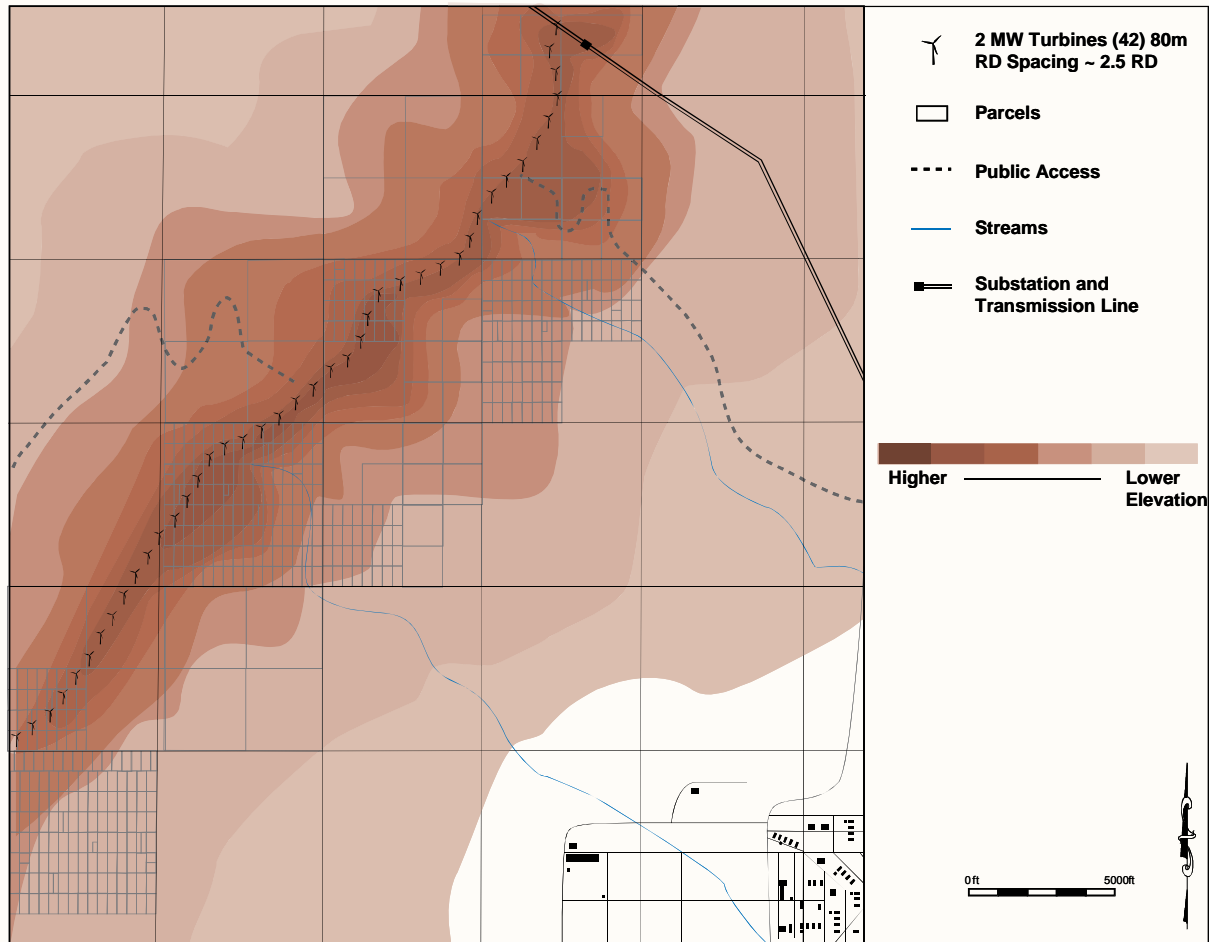 2 MW Turbines (42) 80m
RD Spacing ~ 2.5 RD
Parcels
Public Access
Streams
Substation and
Transmission Line
Higher
Lower
Elevation
0ft
5000ft